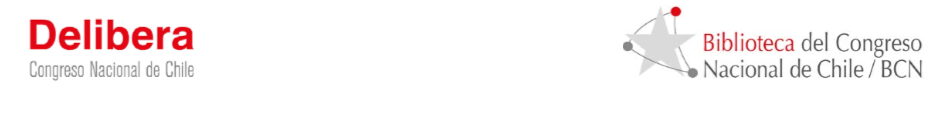 Delibera
Congreso Nacional de Chile
Biblioteca del Congreso
Nacional de Chile / BCN